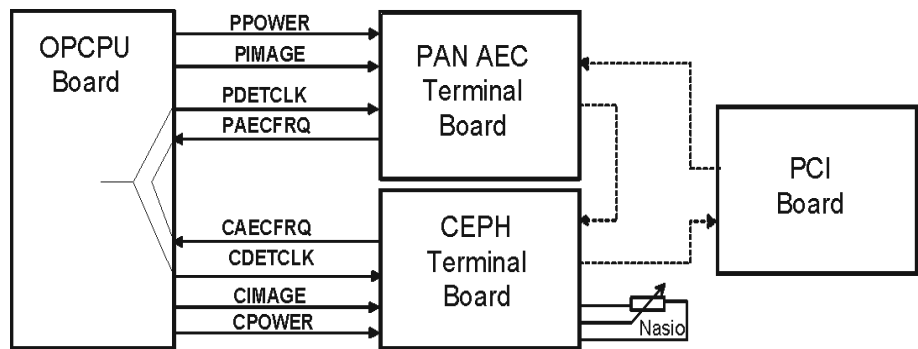 OPCPU
Board
PPOWER
PIMAGE
PDETCLK
PAECFRQ
CAECFRQ
CDETCLK
CIMAGE
CPOWER
PAN AEC
Terminal
Board
CEPH
Terminal
Board
Nasio
PCI
Board